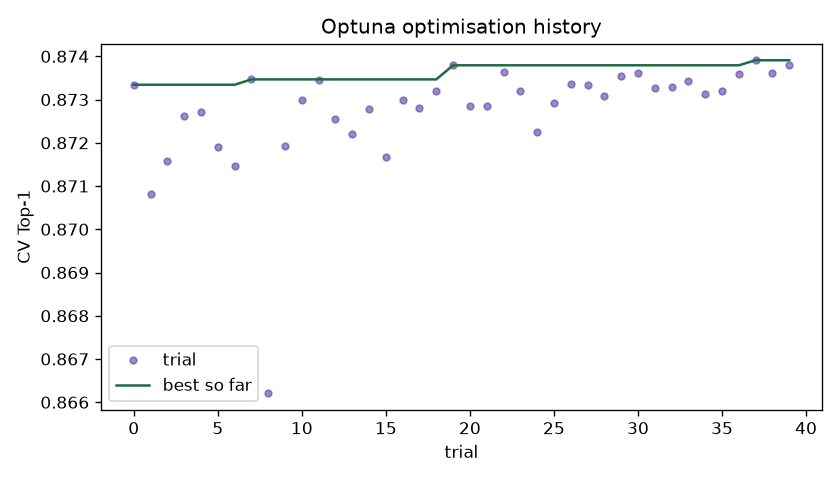 Optuna optimisation history
CV Top-1
0.874
0.873
0.872
0.871
0.870
0.869
0.868
0.867
0.866
trial
best so far
0 5 10 15 20 25 30 35 40
trial